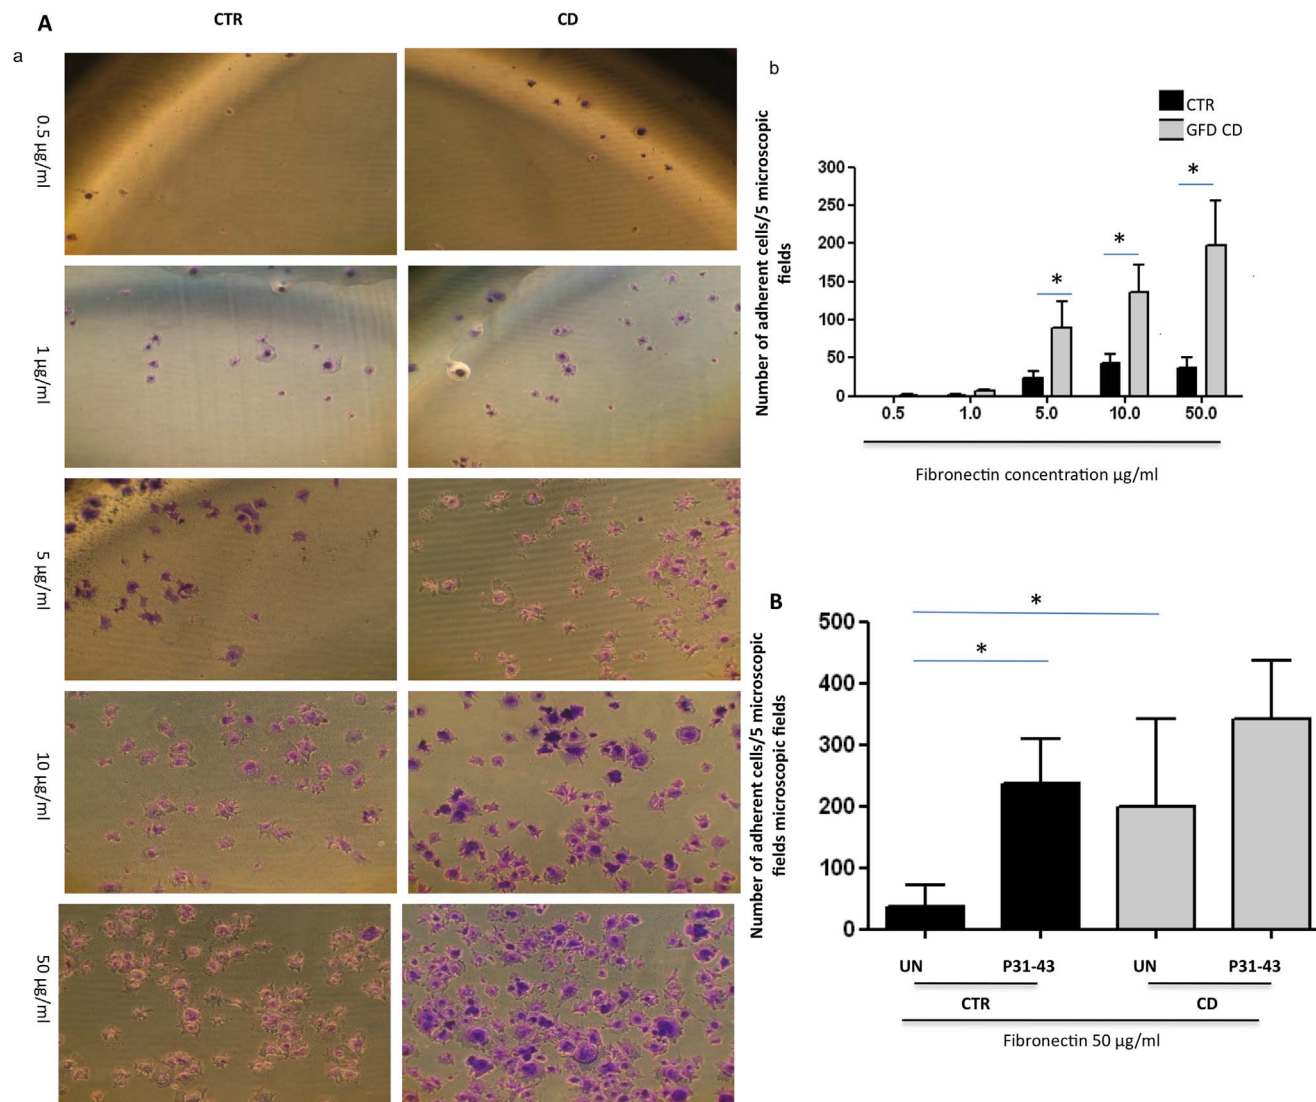 A
CTR
CD
a
0.5 µg/ml
1 µg/ml
5 µg/ml
10 µg/ml
50 µg/ml
b
CTR
GFD CD
Number of adherent cells/5 microscopic
fields
300
250
200
150
100
50
0
*
*
*
0.5
1.0
5.0
10.0
50.0
Fibronectin concentration µg/ml
B
Number of adherent cells/5 microscopic
fields microscopic fields
500
400
300
200
100
0
*
*
UN
P31-43
UN
P31-43
CTR
CD
Fibronectin 50 µg/ml